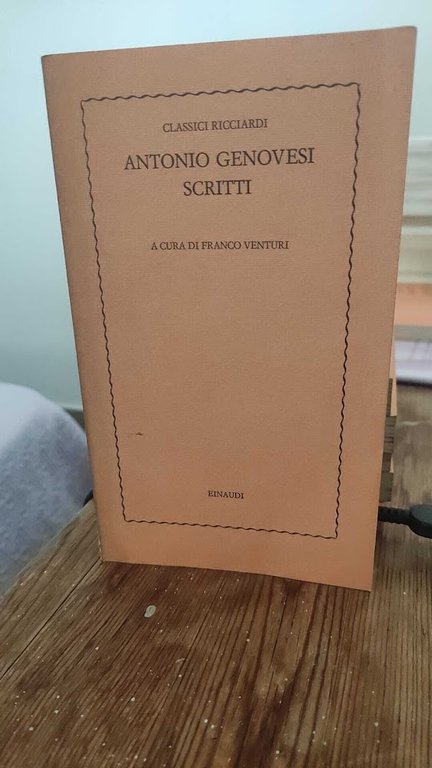 CLASSICI RICCIARDI
ANTONIO GENOVESI
SCRITTI
A CURA DI FRANCO VENTURI
EINAUDI